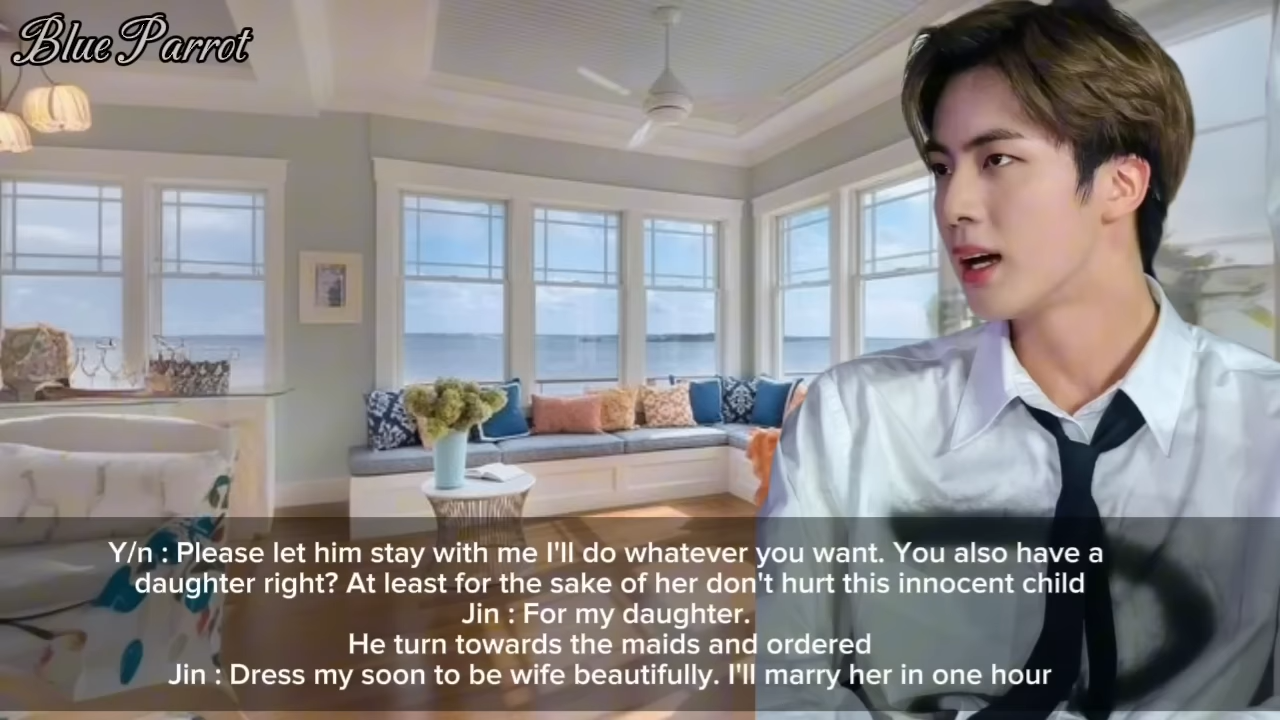 Blue Parrot
Y/n : Please let him stay with me I'll do whatever you want. You also have a
daughter right? At least for the sake of her don't hurt this innocent child
Jin : For my daughter.
He turn towards the maids and ordered
Jin : Dress my soon to be wife beautifully. I'll marry her in one hour